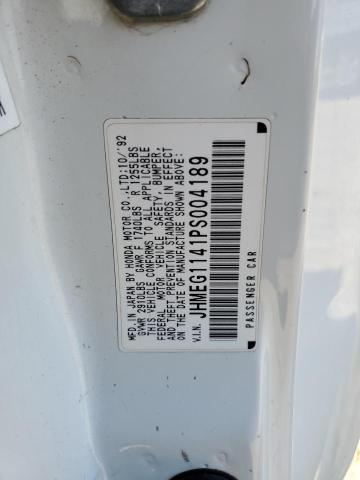 MFD.IN JAPAN BY HONDA MOTOR CO.,LTD;10/'92
GVWR 2910LBS GAWR F 1740LBS R 1255LBS
THIS VEHICLE CONFORMS TO ALL APPLICABLE
FEDERAL MOTOR VEHICLE SAFETY, BUMPER,
AND THEFT PREVENTION STANDARDS IN EFFECT
ON THE DATE OF MANUFACTURE SHOWN ABOVE.
V.I.N. JHMEG1141PS004189
PASSENGER CAR